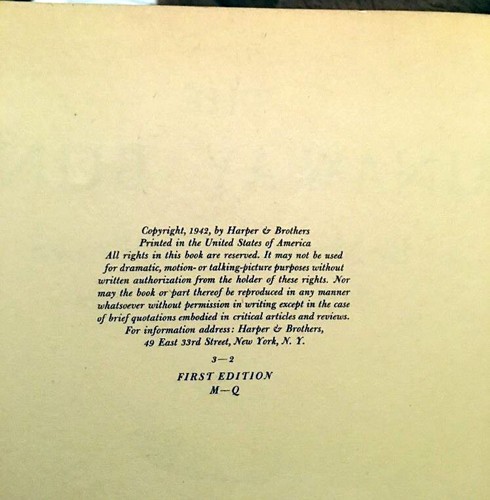 Copyright, 1942, by Harper & Brothers
Printed in the United States of America
All rights in this book are reserved. It may not be used
for dramatic, motion- or talking-picture purposes without
written authorization from the holder of these rights. Nor
may the book or part thereof be reproduced in any manner
whatsoever without permission in writing except in the case
of brief quotations embodied in critical articles and reviews.
For information address: Harper & Brothers,
49 East 33rd Street, New York, N. Y.
3—2
FIRST EDITION
M—Q